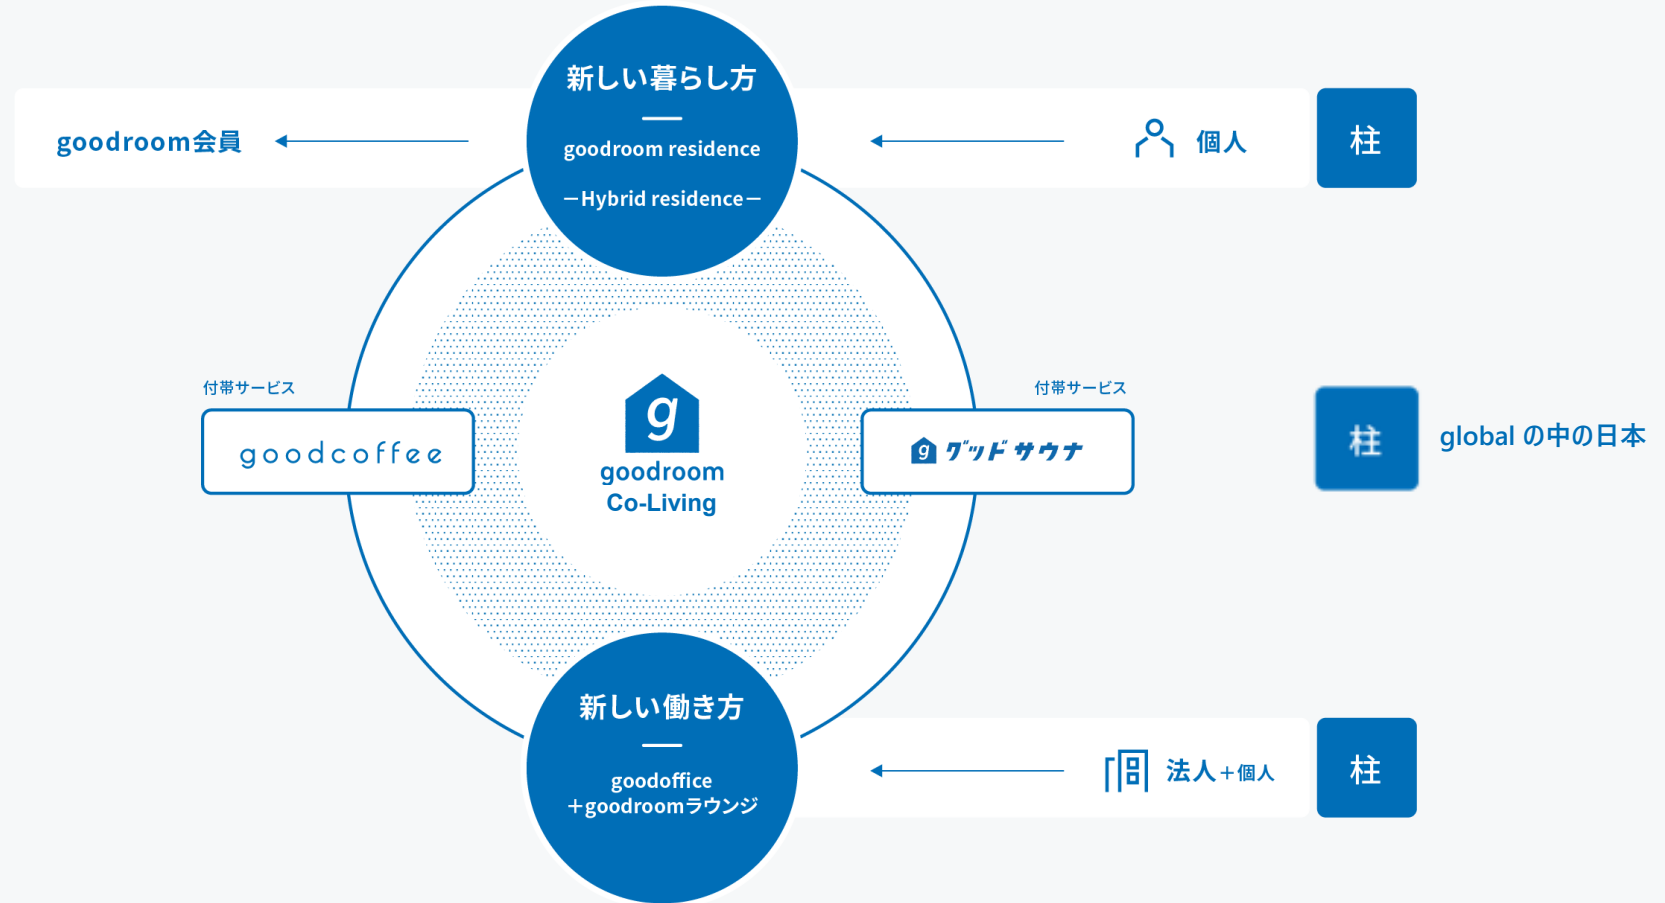 新しい暮らし方
goodroom residence
ーHybrid residenceー
goodroom会員
個人
柱
付帯サービス
goodcoffee
g
goodroom
Co-Living
付帯サービス
g グッドサウナ
柱
global の中の日本
新しい働き方
goodoffice
＋goodroomラウンジ
法人＋個人
柱